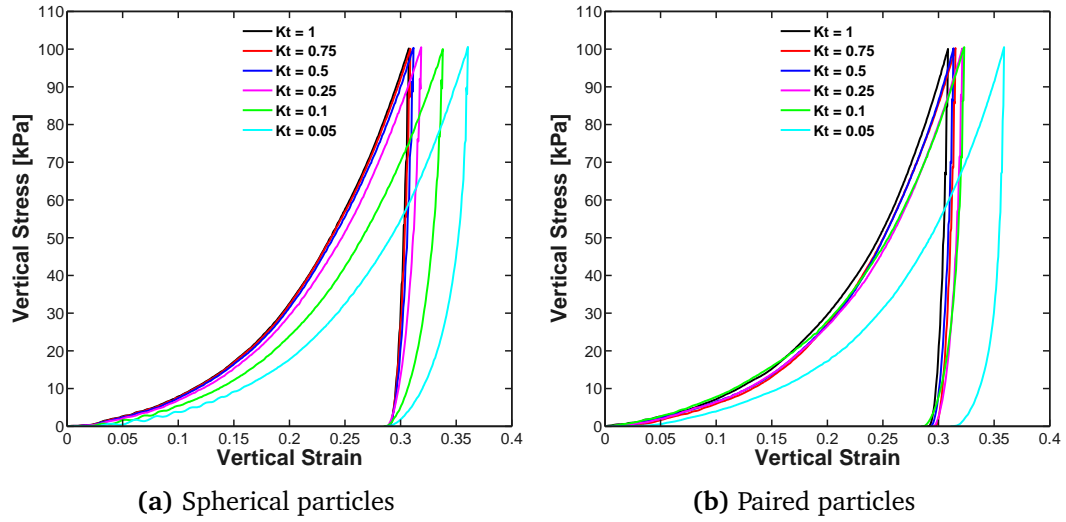 110
100
90
80
70
60
50
40
30
20
10
0
Vertical Stress [kPa]
Kt = 1
Kt = 0.75
Kt = 0.5
Kt = 0.25
Kt = 0.1
Kt = 0.05
0 0.05 0.1 0.15 0.2 0.25 0.3 0.35 0.4
Vertical Strain
(a) Spherical particles
110
100
90
80
70
60
50
40
30
20
10
0
Vertical Stress [kPa]
Kt = 1
Kt = 0.75
Kt = 0.5
Kt = 0.25
Kt = 0.1
Kt = 0.05
0 0.05 0.1 0.15 0.2 0.25 0.3 0.35 0.4
Vertical Strain
(b) Paired particles